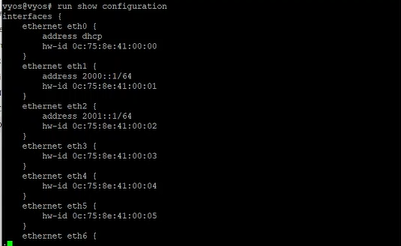 vyos@vyos# run show configuration
interfaces {
    ethernet eth0 {
        address dhcp
        hw-id 0c:75:8e:41:00:00
    }
    ethernet eth1 {
        address 2000::1/64
        hw-id 0c:75:8e:41:00:01
    }
    ethernet eth2 {
        address 2001::1/64
        hw-id 0c:75:8e:41:00:02
    }
    ethernet eth3 {
        hw-id 0c:75:8e:41:00:03
    }
    ethernet eth4 {
        hw-id 0c:75:8e:41:00:04
    }
    ethernet eth5 {
        hw-id 0c:75:8e:41:00:05
    }
    ethernet eth6 {
: